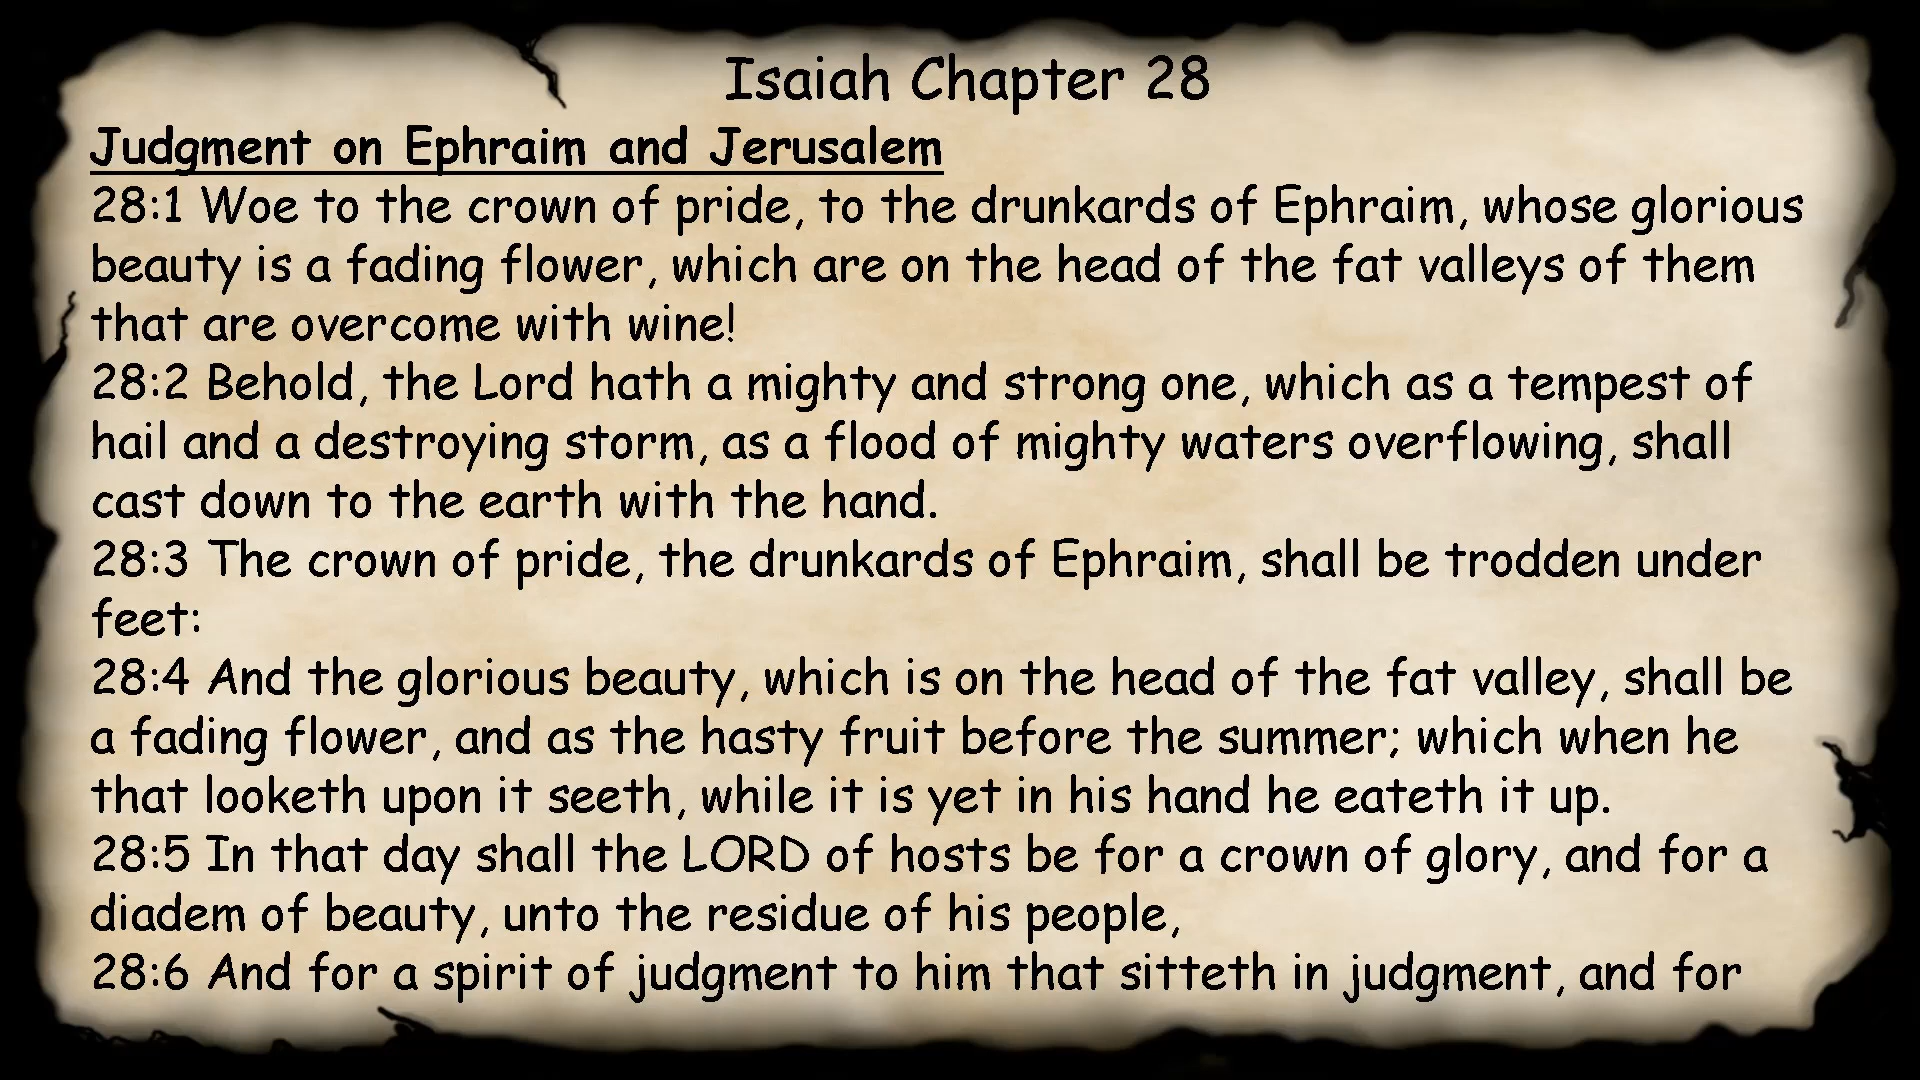 Isaiah Chapter 28
Judgment on Ephraim and Jerusalem
28:1 Woe to the crown of pride, to the drunkards of Ephraim, whose glorious
beauty is a fading flower, which are on the head of the fat valleys of them
that are overcome with wine!
28:2 Behold, the Lord hath a mighty and strong one, which as a tempest of
hail and a destroying storm, as a flood of mighty waters overflowing, shall
cast down to the earth with the hand.
28:3 The crown of pride, the drunkards of Ephraim, shall be trodden under
feet:
28:4 And the glorious beauty, which is on the head of the fat valley, shall be
a fading flower, and as the hasty fruit before the summer; which when he
that looketh upon it seeth, while it is yet in his hand he eateth it up.
28:5 In that day shall the LORD of hosts be for a crown of glory, and for a
diadem of beauty, unto the residue of his people,
28:6 And for a spirit of judgment to him that sitteth in judgment, and for